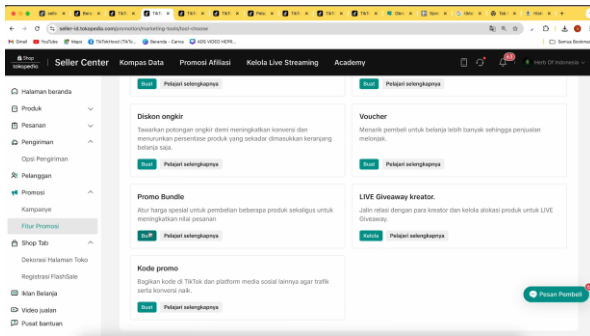 seller-id.tokopedia.com/promotion/marketing-tools/tool-choose
Gmail
YouTube
Maps
Beranda - Canva
Semua Bookmar
Shop
tokopedia
Seller Center
Kompas Data
Promosi Afiliasi
Kelola Live Streaming
Academy
Herb Of Indonesia
Halaman beranda
Produk
Pesanan
Pengiriman
Opsi Pengiriman
Pelanggan
Promosi
Kampanye
Fitur Promosi
Shop Tab
Dekorasi Halaman Toko
Registrasi FlashSale
Iklan Belanja
Video jualan
Pusat bantuan
Buat Pelajari selengkapnya
Buat Pelajari selengkapnya
Diskon ongkir
Tawarkan potongan ongkir demi meningkatkan konversi dan
menurunkan persentase produk yang sekadar dimasukkan keranjang
belanja saja.
Buat Pelajari selengkapnya
Voucher
Menarik pembeli untuk belanja lebih banyak sehingga penjualan
melonjak.
Buat Pelajari selengkapnya
Promo Bundle
Atur harga spesial untuk pembelian beberapa produk sekaligus untuk
meningkatkan nilai pesanan
Buat Pelajari selengkapnya
LIVE Giveaway kreator.
Jalin relasi dengan para kreator dan kelola alokasi produk untuk LIVE
Giveaway.
Kelola Pelajari selengkapnya
Kode promo
Bagikan kode di TikTok dan platform media sosial lainnya agar trafik
serta konversi naik.
Buat Pelajari selengkapnya
Pesan Pembeli